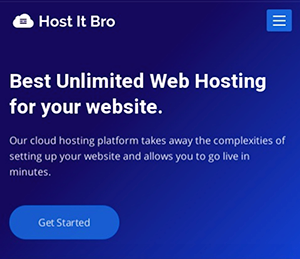 Host It Bro
Best Unlimited Web Hosting
for your website.
Our cloud hosting platform takes away the complexities of
setting up your website and allows you to go live in
minutes.
Get Started